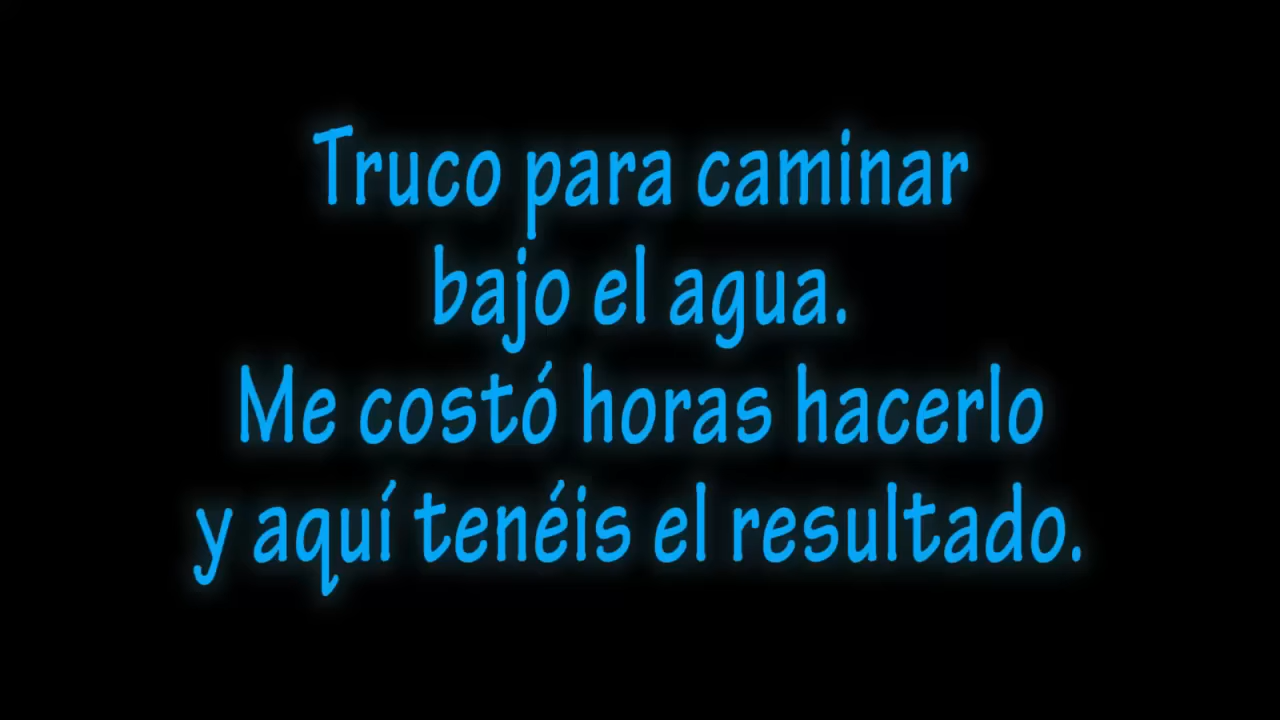 Truco para caminar
bajo el agua.
Me costó horas hacerlo
y aquí tenéis el resultado.